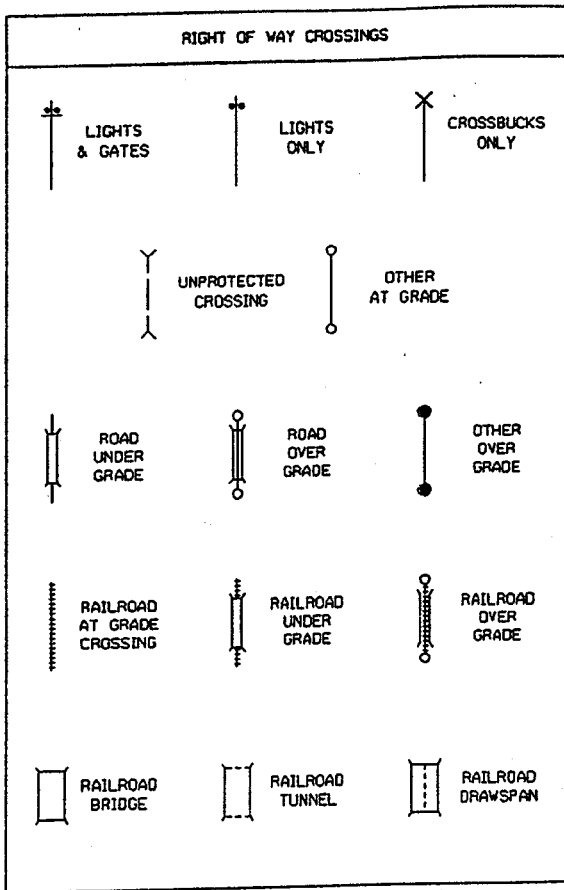 RIGHT OF WAY CROSSINGS
LIGHTS
& GATES
LIGHTS
ONLY
CROSSBUCKS
ONLY
UNPROTECTED
CROSSING
OTHER
AT GRADE
ROAD
UNDER
GRADE
ROAD
OVER
GRADE
OTHER
OVER
GRADE
RAILROAD
AT GRADE
CROSSING
RAILROAD
UNDER
GRADE
RAILROAD
OVER
GRADE
RAILROAD
BRIDGE
RAILROAD
TUNNEL
RAILROAD
DRAWSPAN